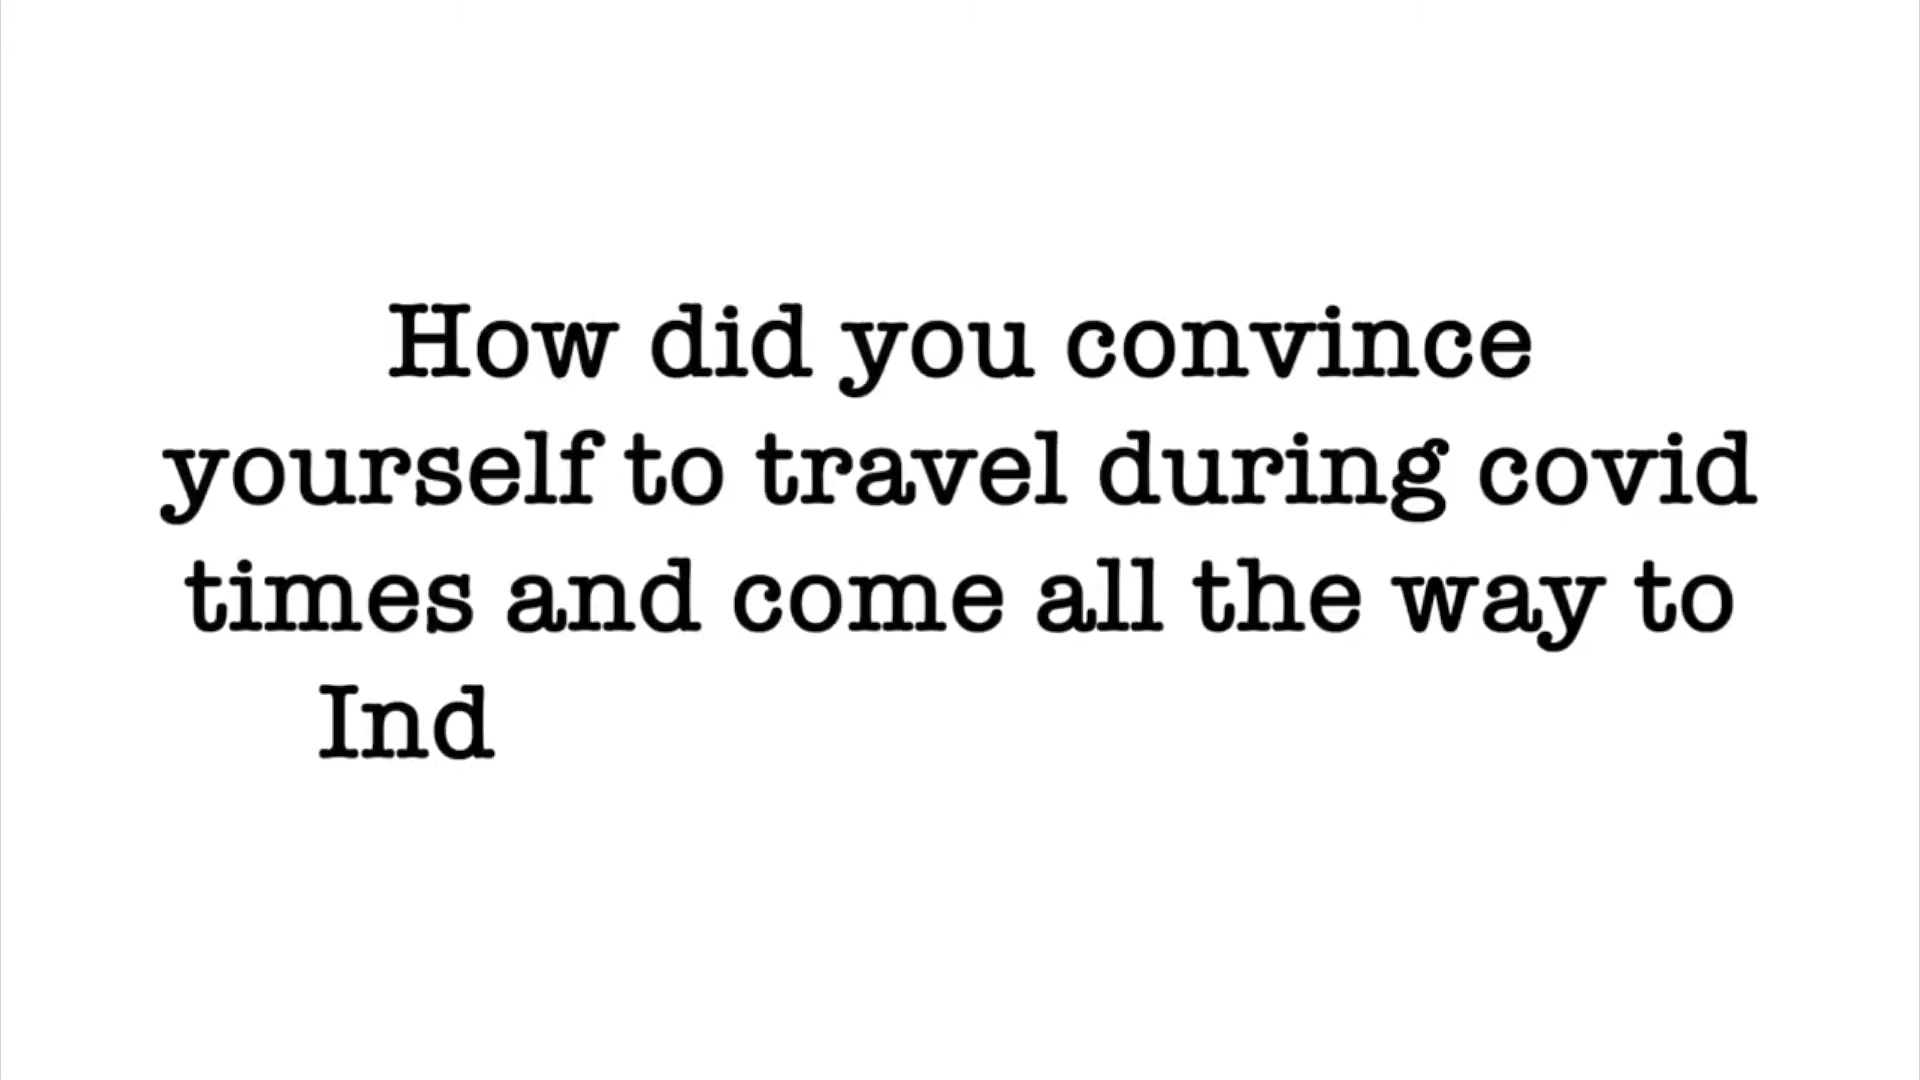 How did you convince
yourself to travel during covid
times and come all the way to
Ind